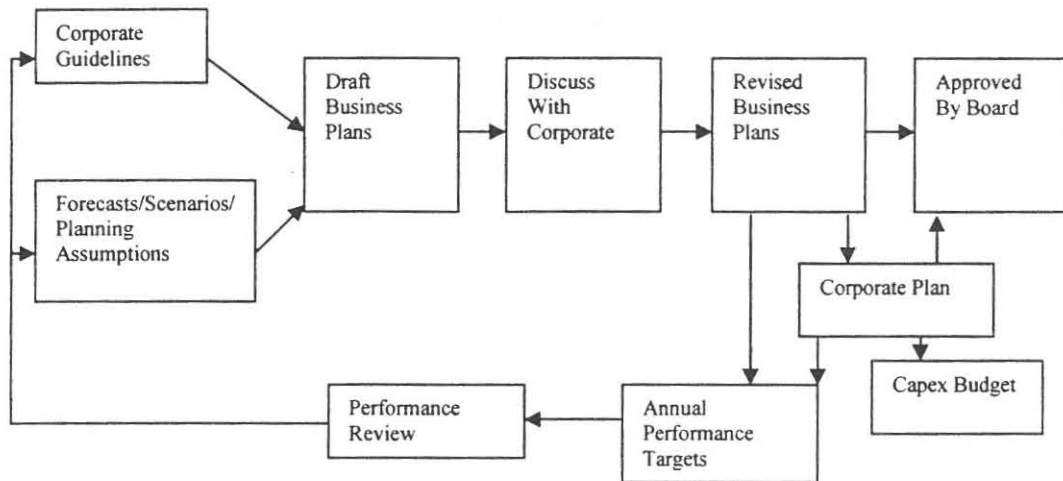 Corporate
Guidelines
Draft
Business
Plans
Discuss
With
Corporate
Revised
Business
Plans
Approved
By Board
Forecasts/Scenarios/
Planning
Assumptions
Corporate Plan
Capex Budget
Performance
Review
Annual
Performance
Targets